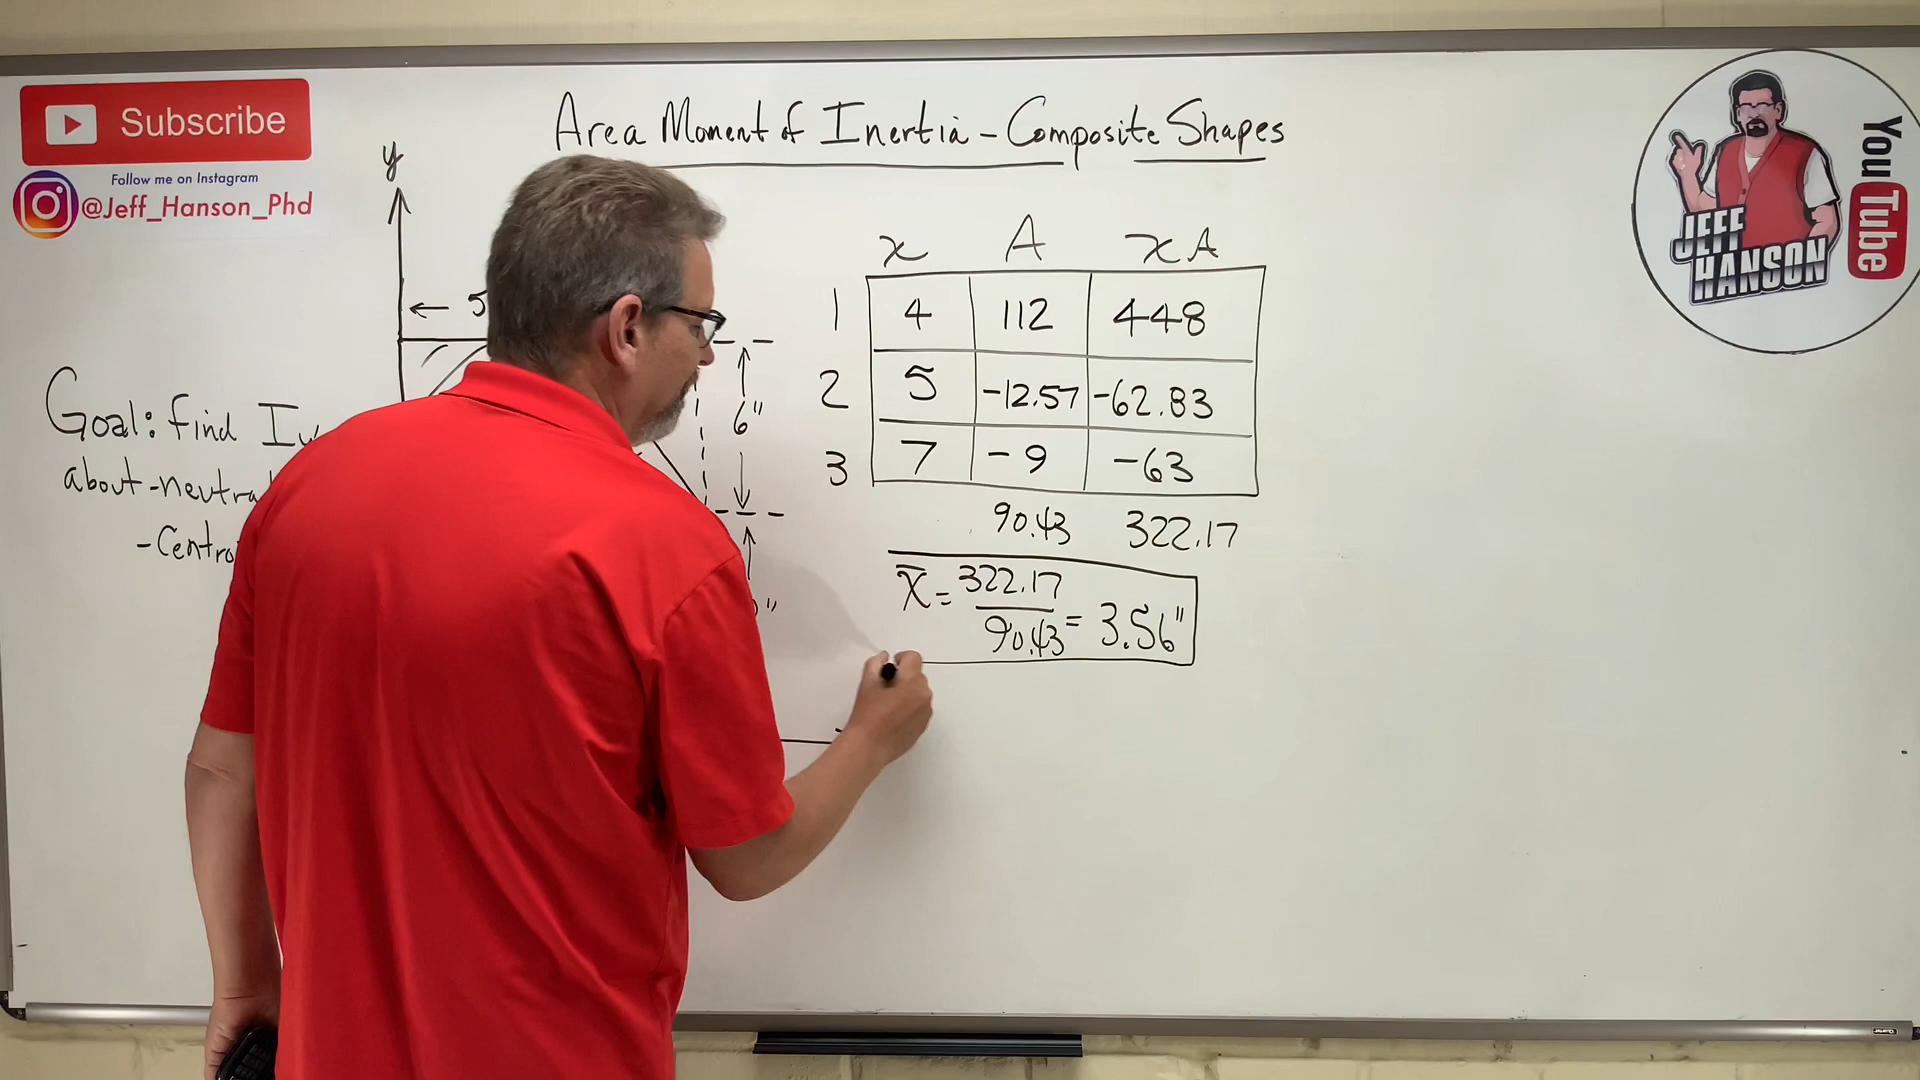 Subscribe
Follow me on Instagram
@Jeff_Hanson_Phd
Area Moment of Inertia - Composite Shapes
YouTube
JEFF
HANSON
y
5
6"
Goal: find I
about - neutra
- Centro
x A xA
1 4 112 448
2 5 -12.57 -62.83
3 7 -9 -63
90.43 322.17
x̄ = 322.17
90.43 = 3.56"